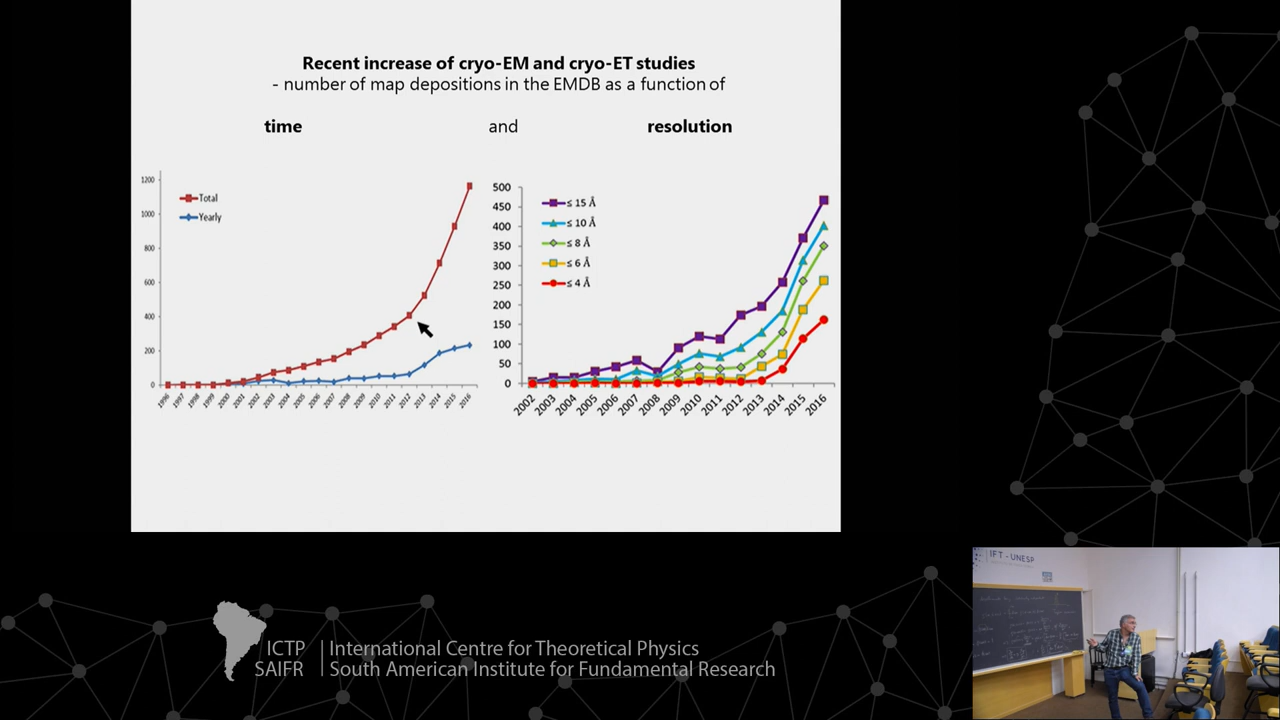 Recent increase of cryo-EM and cryo-ET studies
- number of map depositions in the EMDB as a function of
time and resolution
1200
1000
800
600
400
200
0
Total
Yearly
1996 1997 1998 1999 2000 2001 2002 2003 2004 2005 2006 2007 2008 2009 2010 2011 2012 2013 2014 2015 2016
500
450
400
350
300
250
200
150
100
50
0
≤ 15 Å
≤ 10 Å
≤ 8 Å
≤ 6 Å
≤ 4 Å
2002 2003 2004 2005 2006 2007 2008 2009 2010 2011 2012 2013 2014 2015 2016
IFT - UNESP
ICTP | International Centre for Theoretical Physics
SAIFR | South American Institute for Fundamental Research